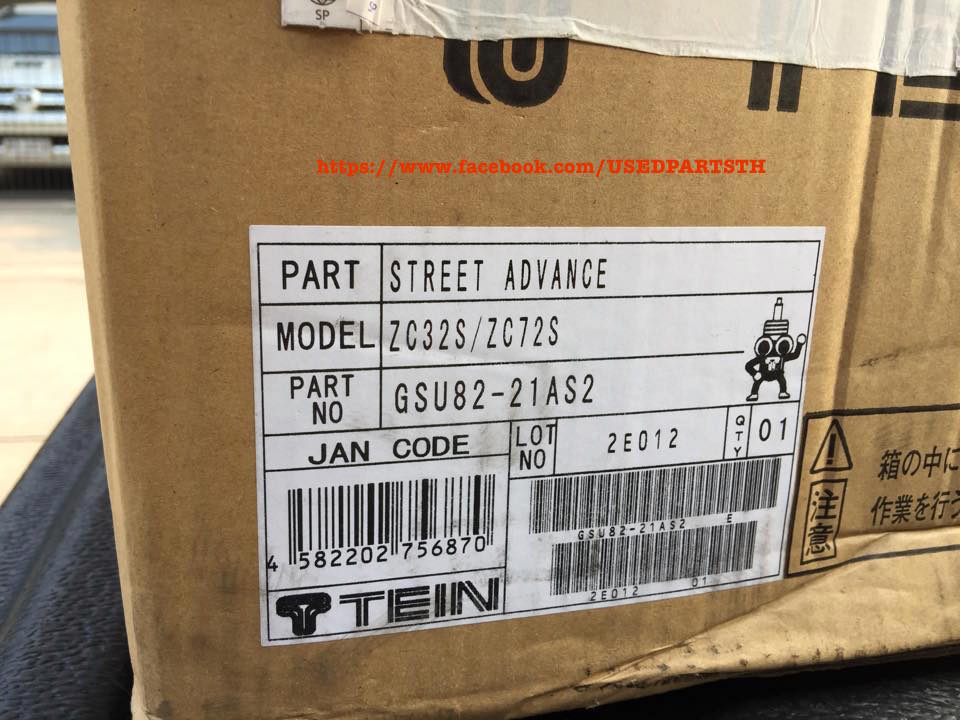 SP
https://www.facebook.com/USEDPARTSTH
PART STREET ADVANCE
MODEL ZC32S/ZC72S
PART NO GSU82-21AS2
JAN CODE
LOT NO 2E012 QTY 01
4 582202 756870
GSU82-21AS2 E
2E012 01
TEIN
注意
箱の中に
作業を行う